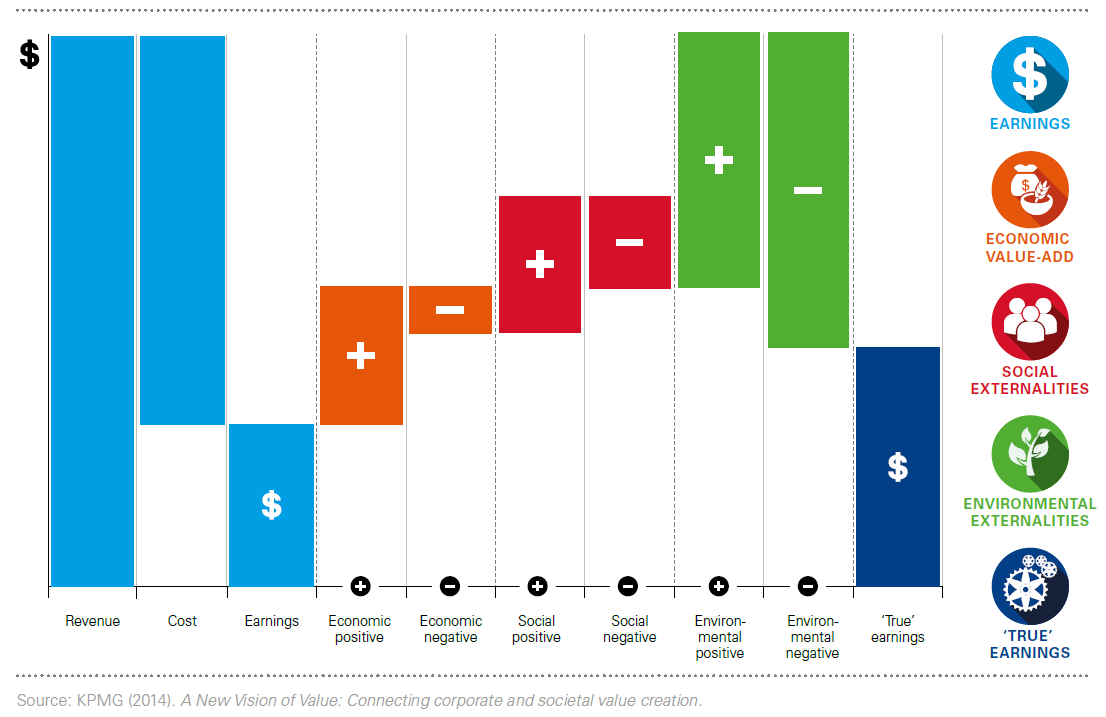 $
$
$
Revenue
Cost
Earnings
Economic
positive
Economic
negative
Social
positive
Social
negative
Environ-
mental
positive
Environ-
mental
negative
‘True’
earnings
$
EARNINGS
$
ECONOMIC
VALUE-ADD
SOCIAL
EXTERNALITIES
ENVIRONMENTAL
EXTERNALITIES
‘TRUE’
EARNINGS
Source: KPMG (2014). A New Vision of Value: Connecting corporate and societal value creation.